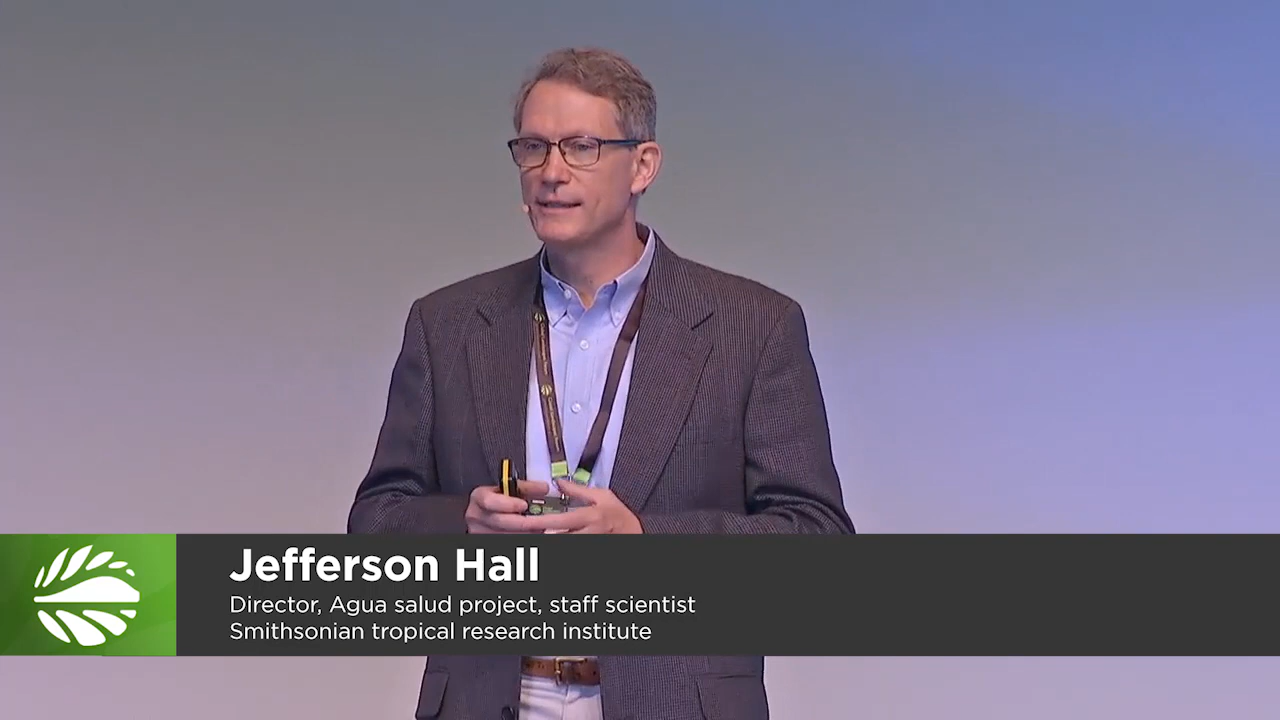 Jefferson Hall
Director, Agua salud project, staff scientist
Smithsonian tropical research institute